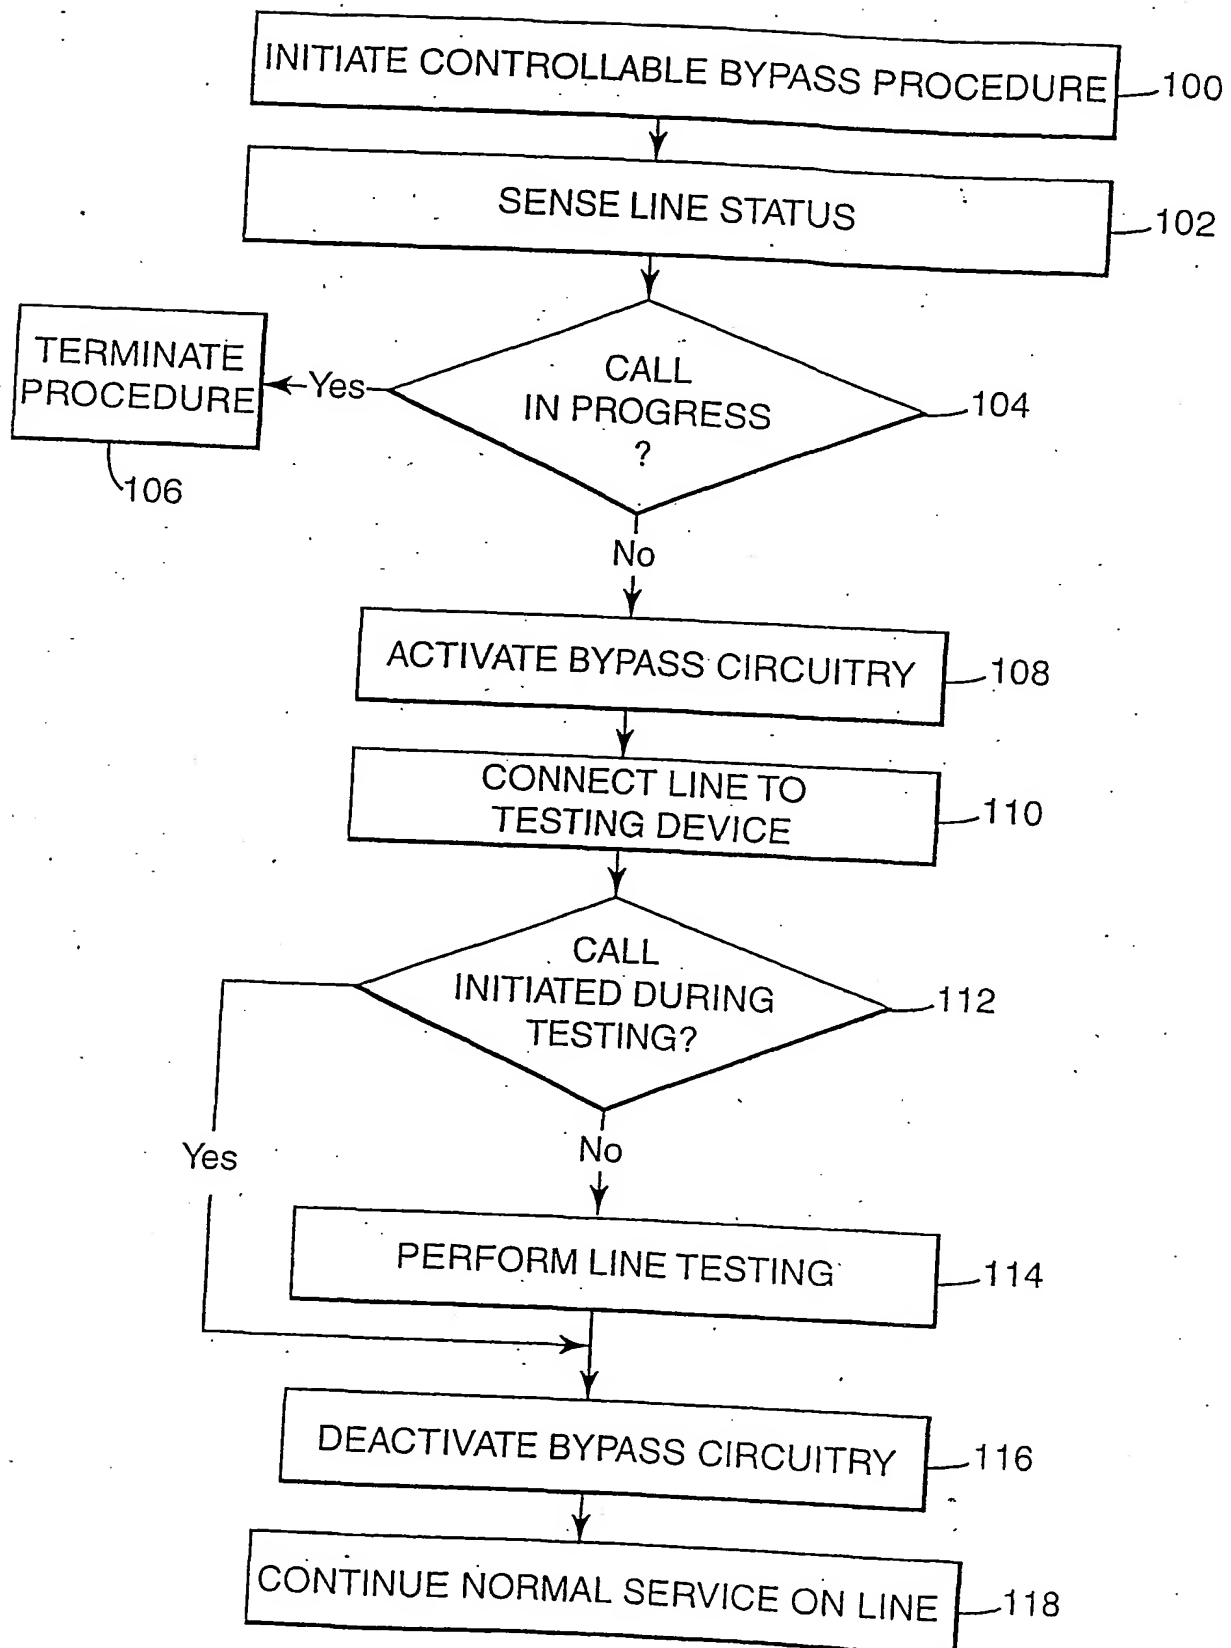 INITIATE CONTROLLABLE BYPASS PROCEDURE
100
SENSE LINE STATUS
102
TERMINATE
PROCEDURE
106
Yes
CALL
IN PROGRESS
?
104
No
ACTIVATE BYPASS CIRCUITRY
108
CONNECT LINE TO
TESTING DEVICE
110
CALL
INITIATED DURING
TESTING?
112
Yes
No
PERFORM LINE TESTING
114
DEACTIVATE BYPASS CIRCUITRY
116
CONTINUE NORMAL SERVICE ON LINE
118